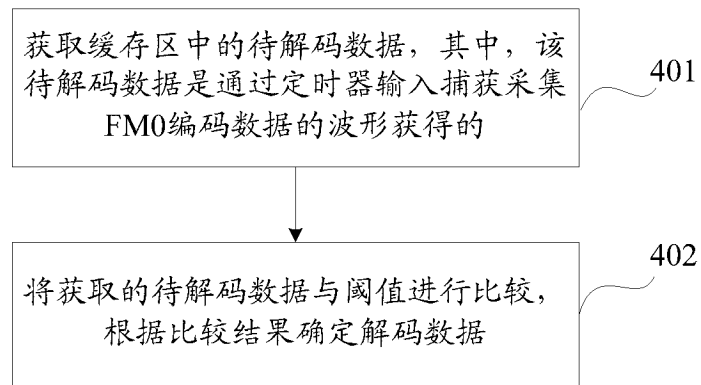 获取缓存区中的待解码数据，其中，该
待解码数据是通过定时器输入捕获采集
FM0编码数据的波形获得的
401
将获取的待解码数据与阈值进行比较，
根据比较结果确定解码数据
402